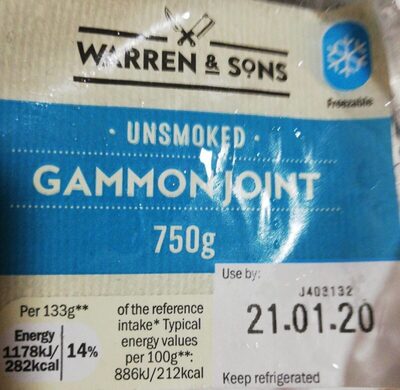 WARREN & SONS
Freezable
· UNSMOKED ·
GAMMON JOINT
750g
Use by:
J403132
21.01.20
Keep refrigerated
Per 133g**
Energy
1178kJ/
282kcal
14%
of the reference
intake* Typical
energy values
per 100g**:
886kJ/212kcal